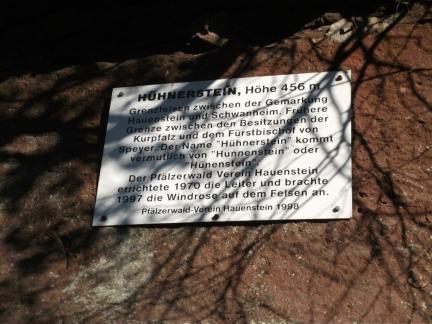 HÜHNERSTEIN, Höhe 456 m
Grenzfelsen zwischen der Gemarkung
Hauenstein und Schwanheim. Frühere
Grenze zwischen den Besitzungen der
Kurpfalz und dem Fürstbischof von
Speyer. Der Name "Hühnerstein" kommt
vermutlich von "Hunnenstein" oder
"Hünenstein".
Der Pfälzerwald Verein Hauenstein
errichtete 1970 die Leiter und brachte
1997 die Windrose auf dem Felsen an.
Pfälzerwald-Verein Hauenstein 1998